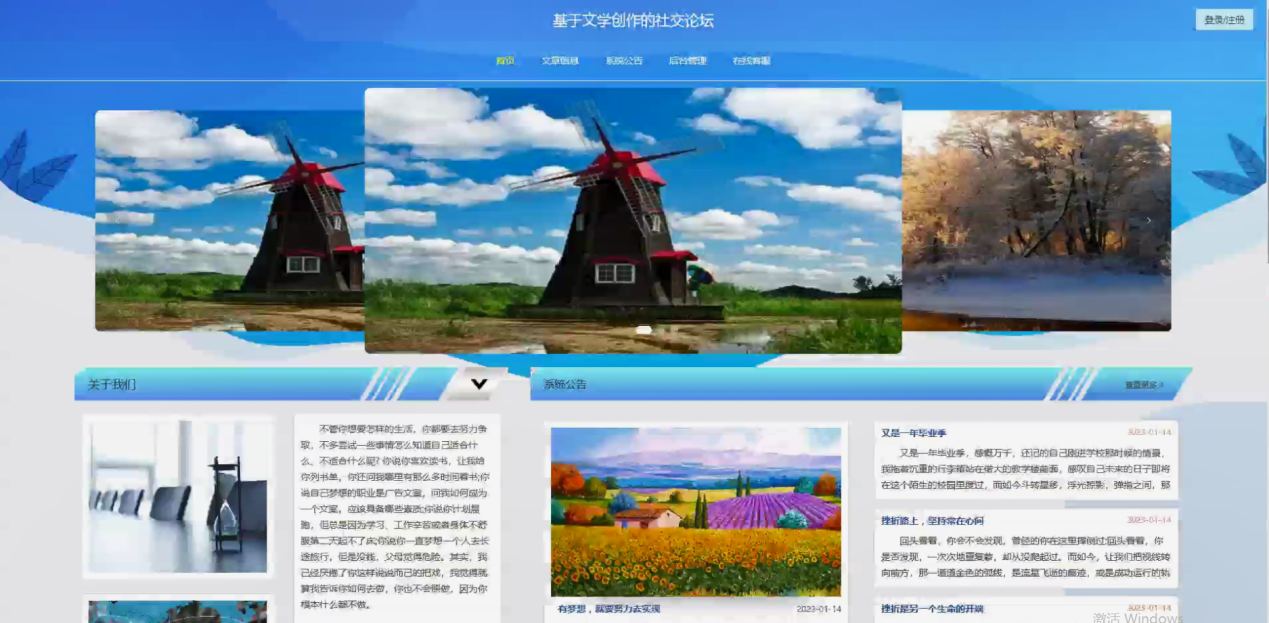 基于文学创作的社交论坛
登录/注册
首页 文章信息 系统公告 后台管理 在线客服
关于我们
不管你想要怎样的生活，你都要去努力争
取，不多尝试一些事情怎么知道自己适合什
么、不适合什么呢？你说你喜欢读书，让我给
你列书单，你还问我哪里有那么多时间看书;你
说自己梦想的职业是广告文案，问我如何成为
一个文案，应该具备哪些素质;你说你计划晨
跑，但总是因为学习、工作辛苦或者身体不舒
服第二天起不了床;你说你一直梦想一个人去长
途旅行，但是没钱，父母觉得危险。其实，我
已经厌倦了你这样说说而已的把戏，我觉得就
算我告诉你如何去做，你也不会照做，因为你
根本什么都不做。
系统公告
查看更多
有梦想，就要努力去实现 2023-01-14
又是一年毕业季 2023-01-14
又是一年毕业季，感慨万千，还记的自己刚进学校那时候的情景，
我拖着沉重的行李箱站在偌大的教学楼前面，感叹自己未来的日子即将
在这个陌生的校园里度过，而如今斗转星移，浮光掠影，弹指之间，那
挫折路上，坚持常在心间 2023-01-14
回头看看，你会不会发现，曾经的你在这里摔倒过;回头看看，你
是否发现，一次次地重复着，却从没爬起过。而如今，让我们把视线转
向前方，那一道道金色的弧线，是流星飞逝的痕迹，或是成功运行的轨
挫折是另一个生命的开端 2023-01-14
激活 Windows